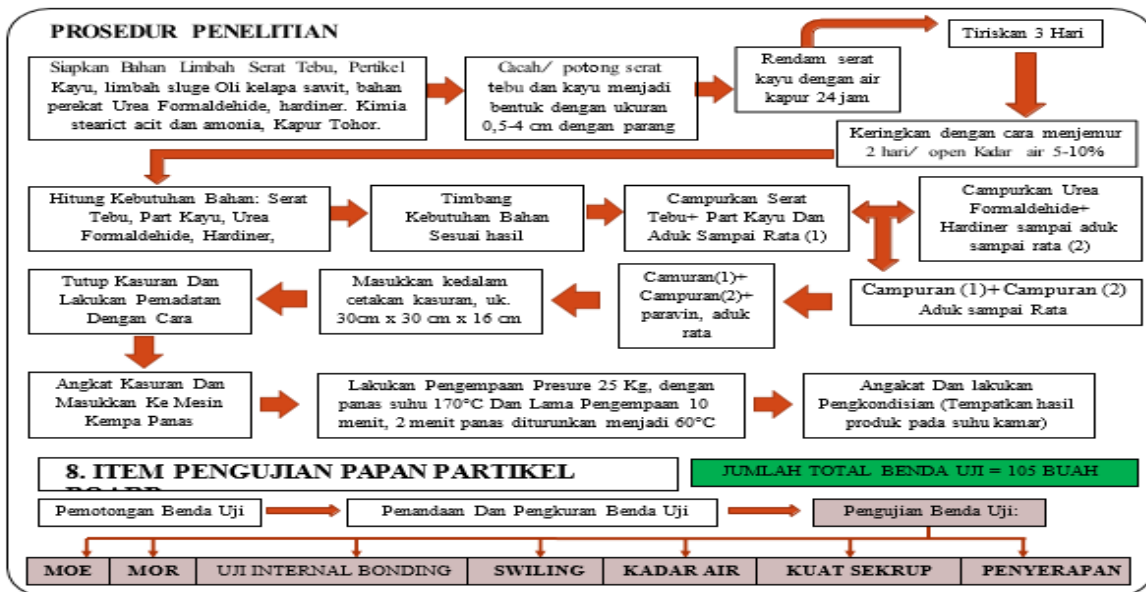 PROSEDUR PENELITIAN
Siapkan Bahan Limbah Serat Tebu, Pertikel
Kayu, limbah sluge Oli kelapa sawit, bahan
perekat Urea Formaldehide, hardiner. Kimia
stearict acit dan amonia, Kapur Tohor.
Cacah/ potong serat
tebu dan kayu menjadi
bentuk dengan ukuran
0,5-4 cm dengan parang
Rendam serat
kayu dengan air
kapur 24 jam
Tiriskan 3 Hari
Keringkan dengan cara menjemur
2 hari/ open Kadar air 5-10%
Hitung Kebutuhan Bahan: Serat
Tebu, Part Kayu, Urea
Formaldehide, Hardiner,
Timbang
Kebutuhan Bahan
Sesuai hasil
Campurkan Serat
Tebu+ Part Kayu Dan
Aduk Sampai Rata (1)
Campurkan Urea
Formaldehide+
Hardiner sampai aduk
sampai rata (2)
Campuran (1)+ Campuran (2)
Aduk sampai Rata
Camuran(1)+
Campuran(2)+
paravin, aduk
rata
Masukkan kedalam
cetakan kasuran, uk.
30cm x 30 cm x 16 cm
Tutup Kasuran Dan
Lakukan Pemadatan
Dengan Cara
Angkat Kasuran Dan
Masukkan Ke Mesin
Kempa Panas
Lakukan Pengempaan Presure 25 Kg, dengan
panas suhu 170°C Dan Lama Pengempaan 10
menit, 2 menit panas diturunkan menjadi 60°C
Angakat Dan lakukan
Pengkondisian (Tempatkan hasil
produk pada suhu kamar)
8. ITEM PENGUJIAN PAPAN PARTIKEL
JUMLAH TOTAL BENDA UJI = 105 BUAH
Pemotongan Benda Uji
Penandaan Dan Pengkuran Benda Uji
Pengujian Benda Uji:
MOE
MOR
UJI INTERNAL BONDING
SWILING
KADAR AIR
KUAT SEKRUP
PENYERAPAN